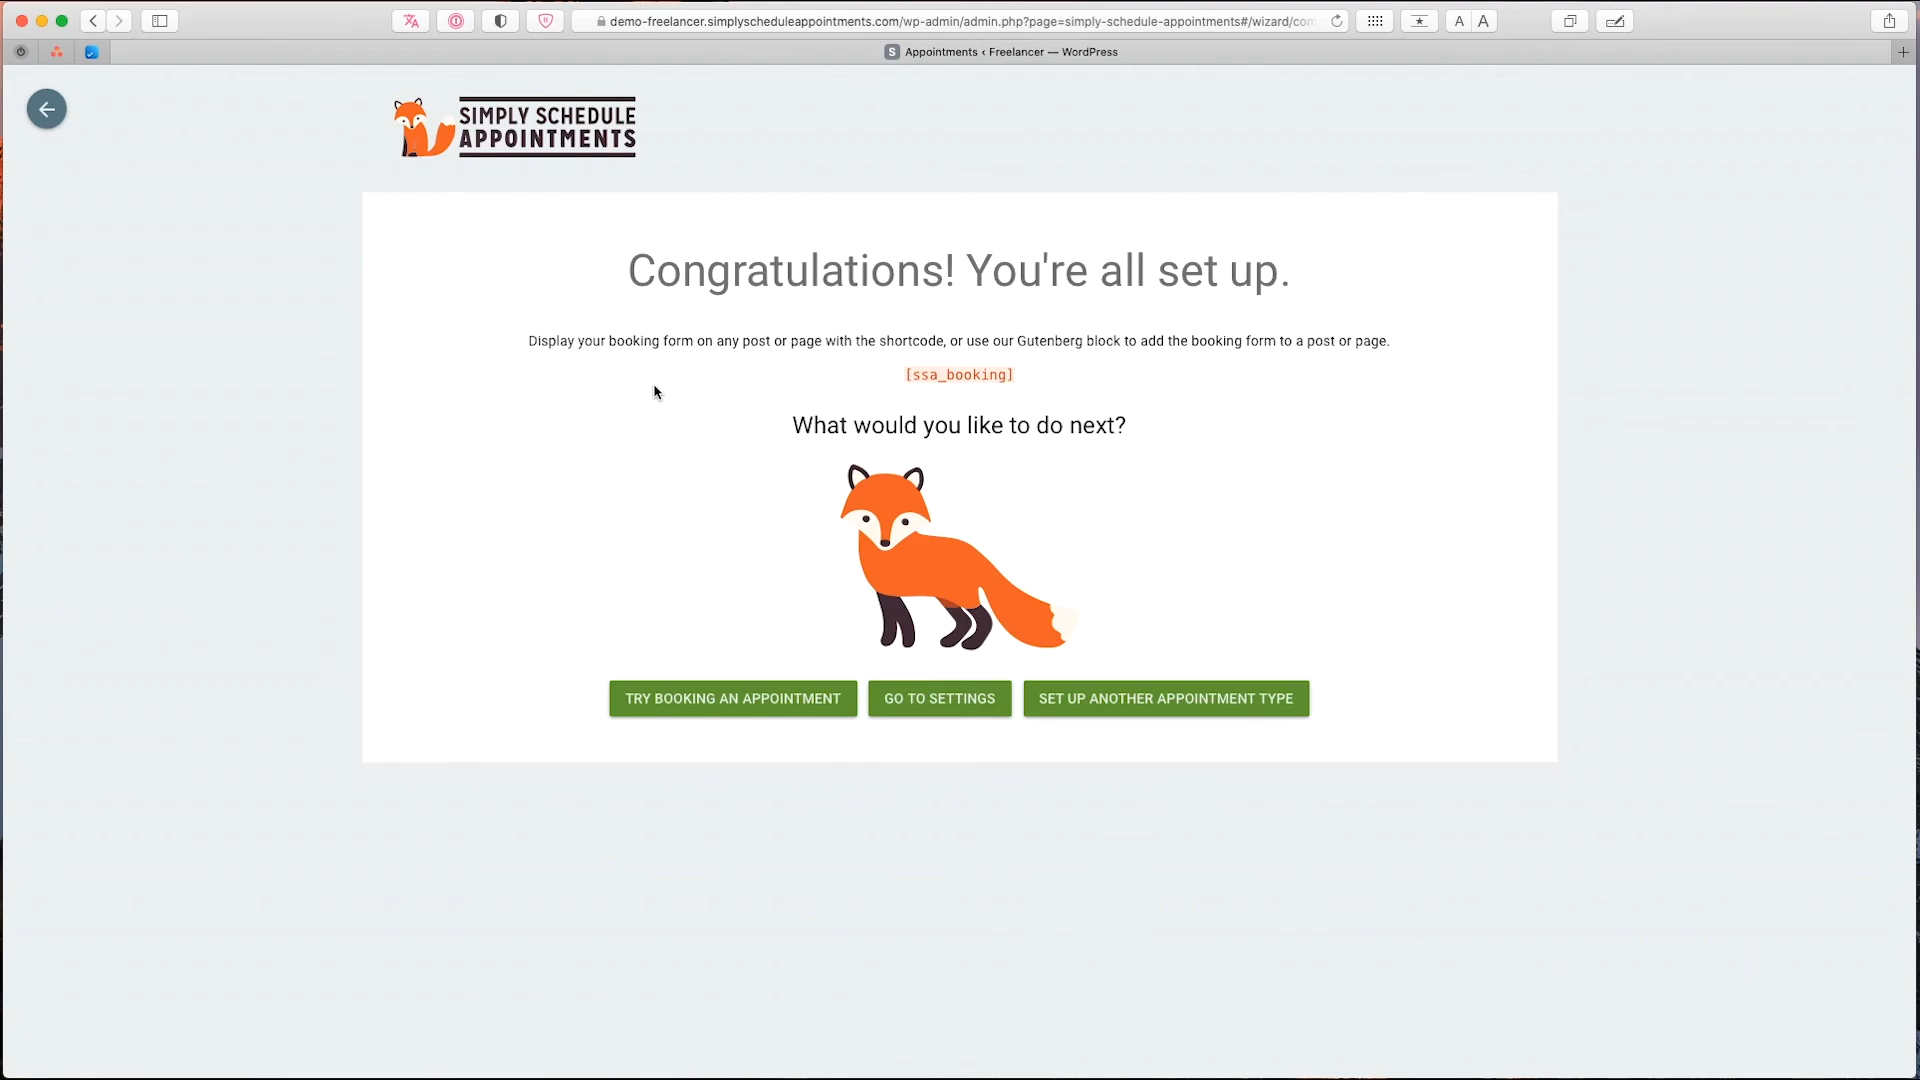 demo-freelancer.simplyscheduleappointments.com/wp-admin/admin.php?page=simply-schedule-appointments#/wizard/com
A A
S Appointments ‹ Freelancer — WordPress
SIMPLY SCHEDULE
APPOINTMENTS
Congratulations! You're all set up.
Display your booking form on any post or page with the shortcode, or use our Gutenberg block to add the booking form to a post or page.
[ssa_booking]
What would you like to do next?
TRY BOOKING AN APPOINTMENT
GO TO SETTINGS
SET UP ANOTHER APPOINTMENT TYPE